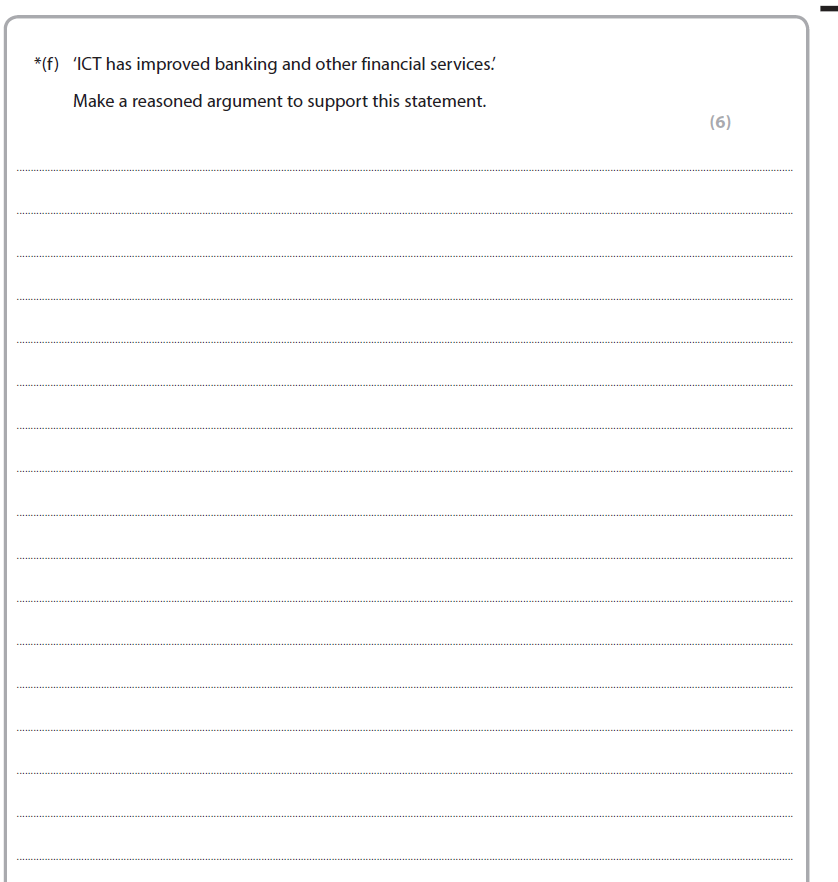 *(f) ‘ICT has improved banking and other financial services.’
Make a reasoned argument to support this statement.
(6)